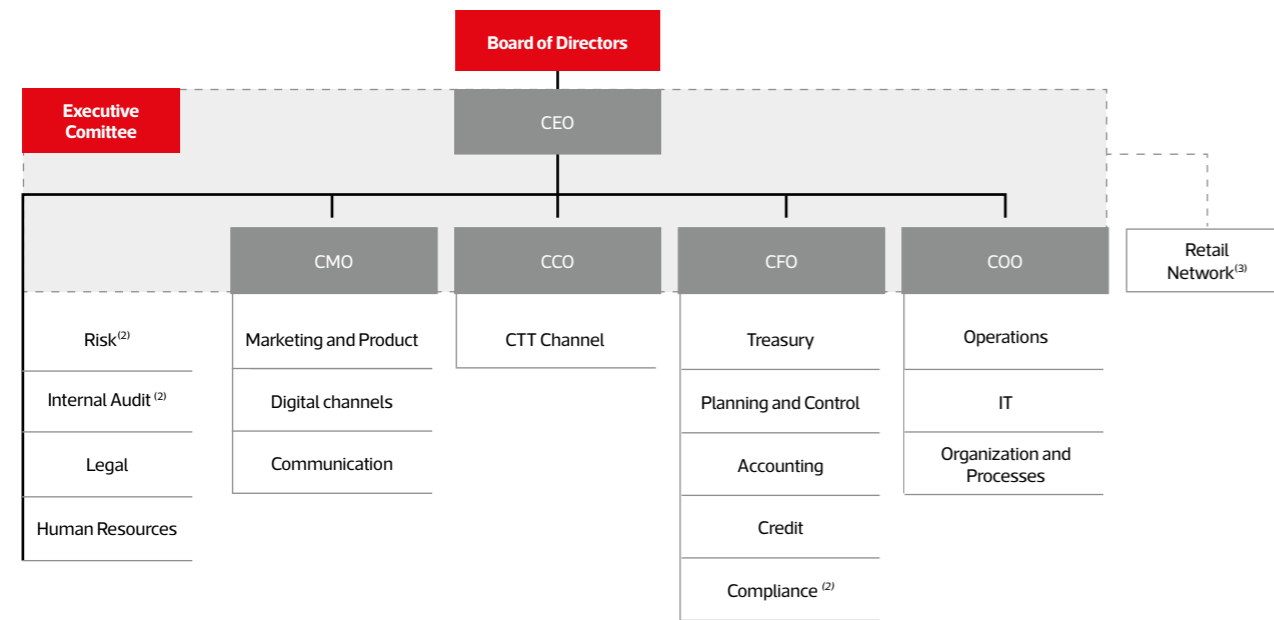 Board of Directors
Executive
Comittee
CEO
CMO
CCO
CFO
COO
Retail
Network(3)
Risk(2)
Internal Audit (2)
Legal
Human Resources
Marketing and Product
Digital channels
Communication
CTT Channel
Treasury
Planning and Control
Accounting
Credit
Compliance (2)
Operations
IT
Organization and
Processes